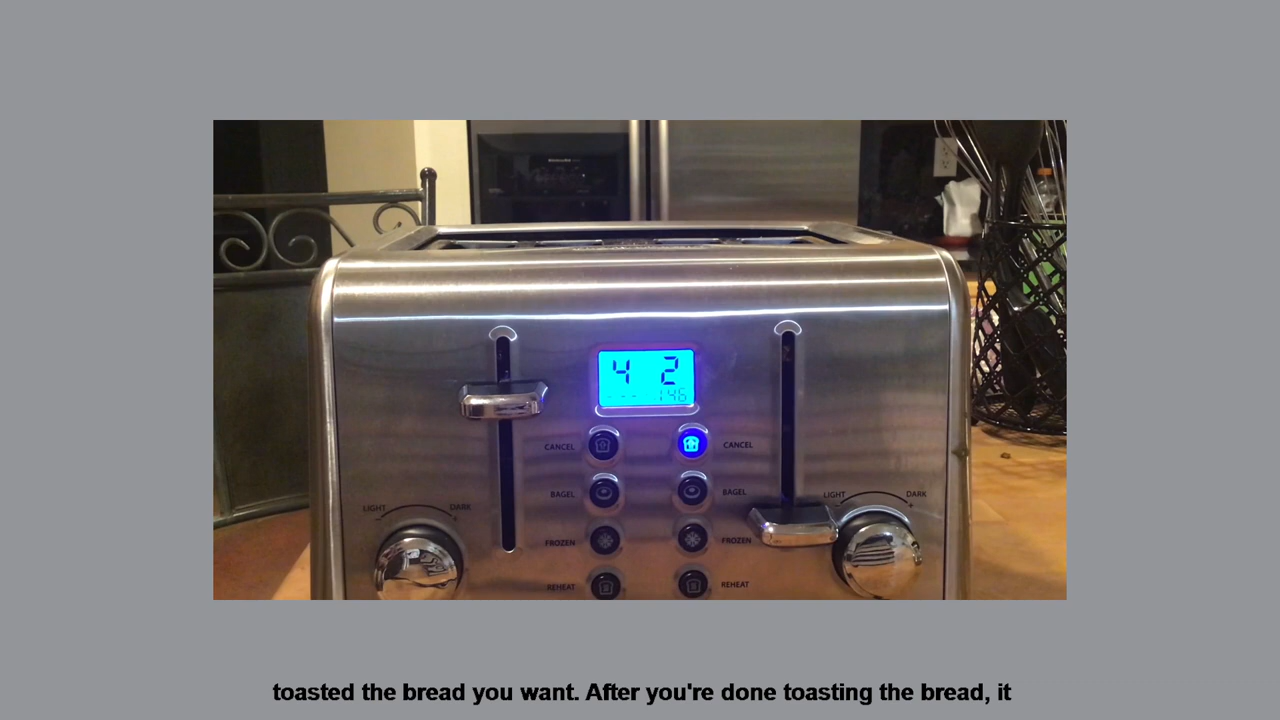 KitchenAid
4 2
--- 1:46
CANCEL CANCEL
BAGEL BAGEL
LIGHT DARK LIGHT DARK
- + - +
FROZEN FROZEN
REHEAT REHEAT
toasted the bread you want. After you're done toasting the bread, it